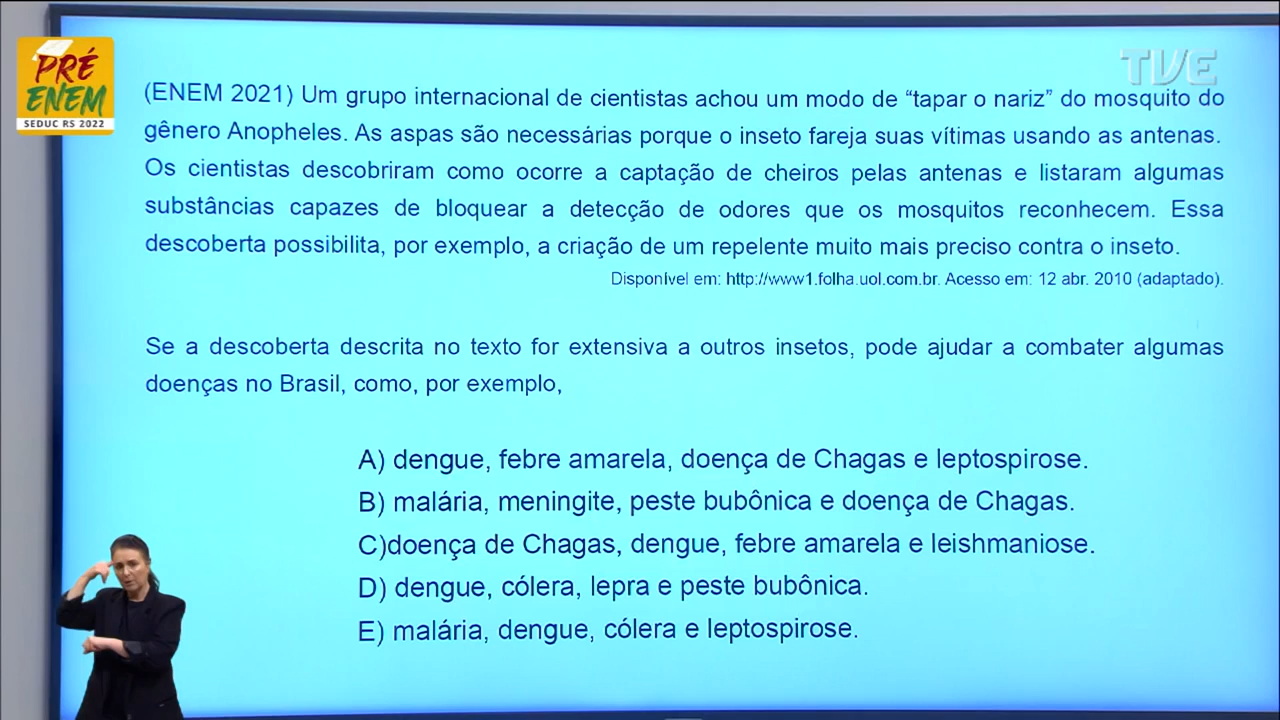 PRÉ
ENEM
SEDUC RS 2022
TVE
(ENEM 2021) Um grupo internacional de cientistas achou um modo de “tapar o nariz” do mosquito do
gênero Anopheles. As aspas são necessárias porque o inseto fareja suas vítimas usando as antenas.
Os cientistas descobriram como ocorre a captação de cheiros pelas antenas e listaram algumas
substâncias capazes de bloquear a detecção de odores que os mosquitos reconhecem. Essa
descoberta possibilita, por exemplo, a criação de um repelente muito mais preciso contra o inseto.
Disponível em: http://www1.folha.uol.com.br. Acesso em: 12 abr. 2010 (adaptado).
Se a descoberta descrita no texto for extensiva a outros insetos, pode ajudar a combater algumas
doenças no Brasil, como, por exemplo,
A) dengue, febre amarela, doença de Chagas e leptospirose.
B) malária, meningite, peste bubônica e doença de Chagas.
C)doença de Chagas, dengue, febre amarela e leishmaniose.
D) dengue, cólera, lepra e peste bubônica.
E) malária, dengue, cólera e leptospirose.